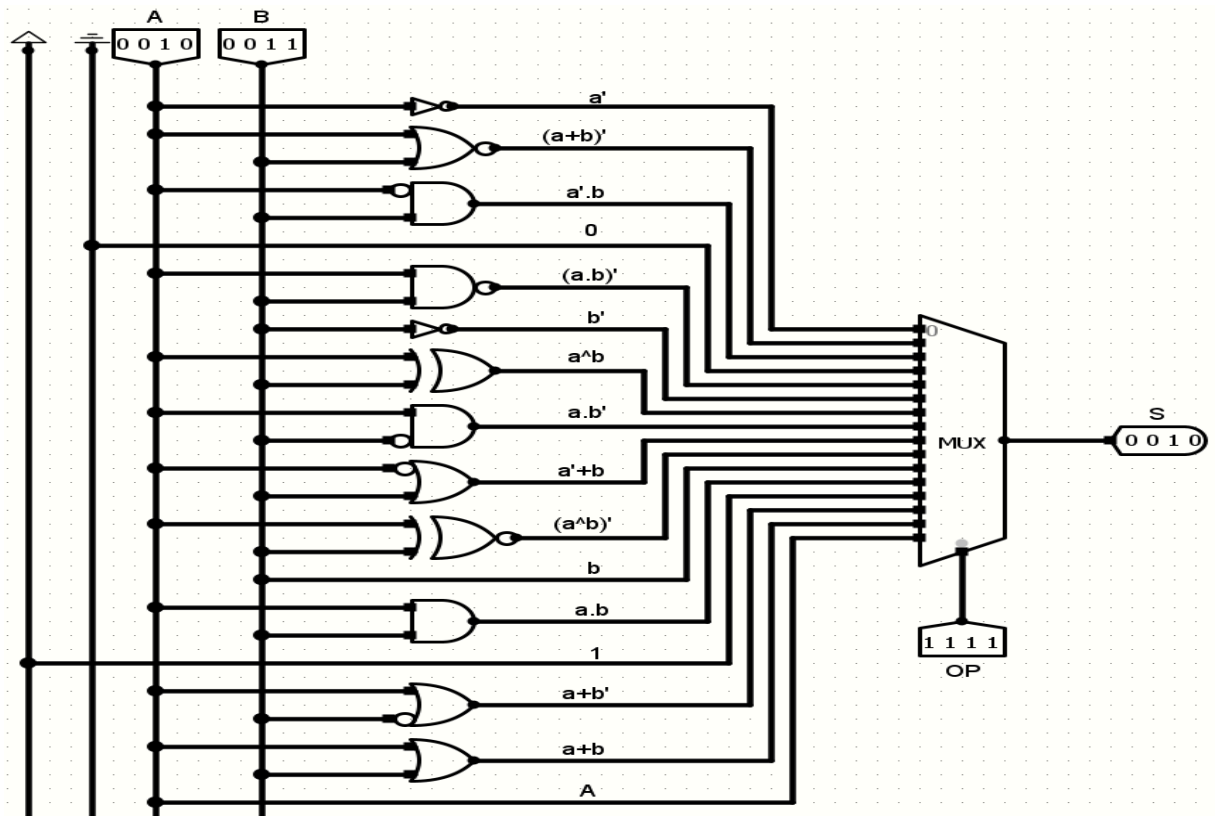 A B
0 0 1 0 0 0 1 1
a'
(a+b)'
a'.b
0
(a.b)'
b'
0
a^b
a.b'
S
MUX
0 0 1 0
a'+b
(a^b)'
b
a.b
1 1 1 1
1
OP
a+b'
a+b
A